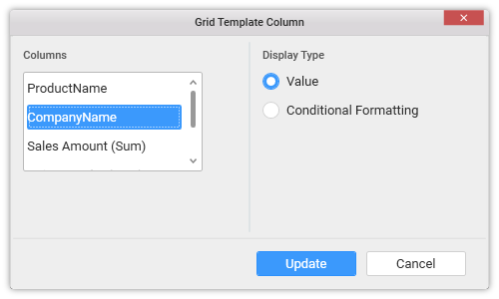 Grid Template Column
Columns
ProductName
CompanyName
Sales Amount (Sum)
Display Type
Value
Conditional Formatting
Update
Cancel